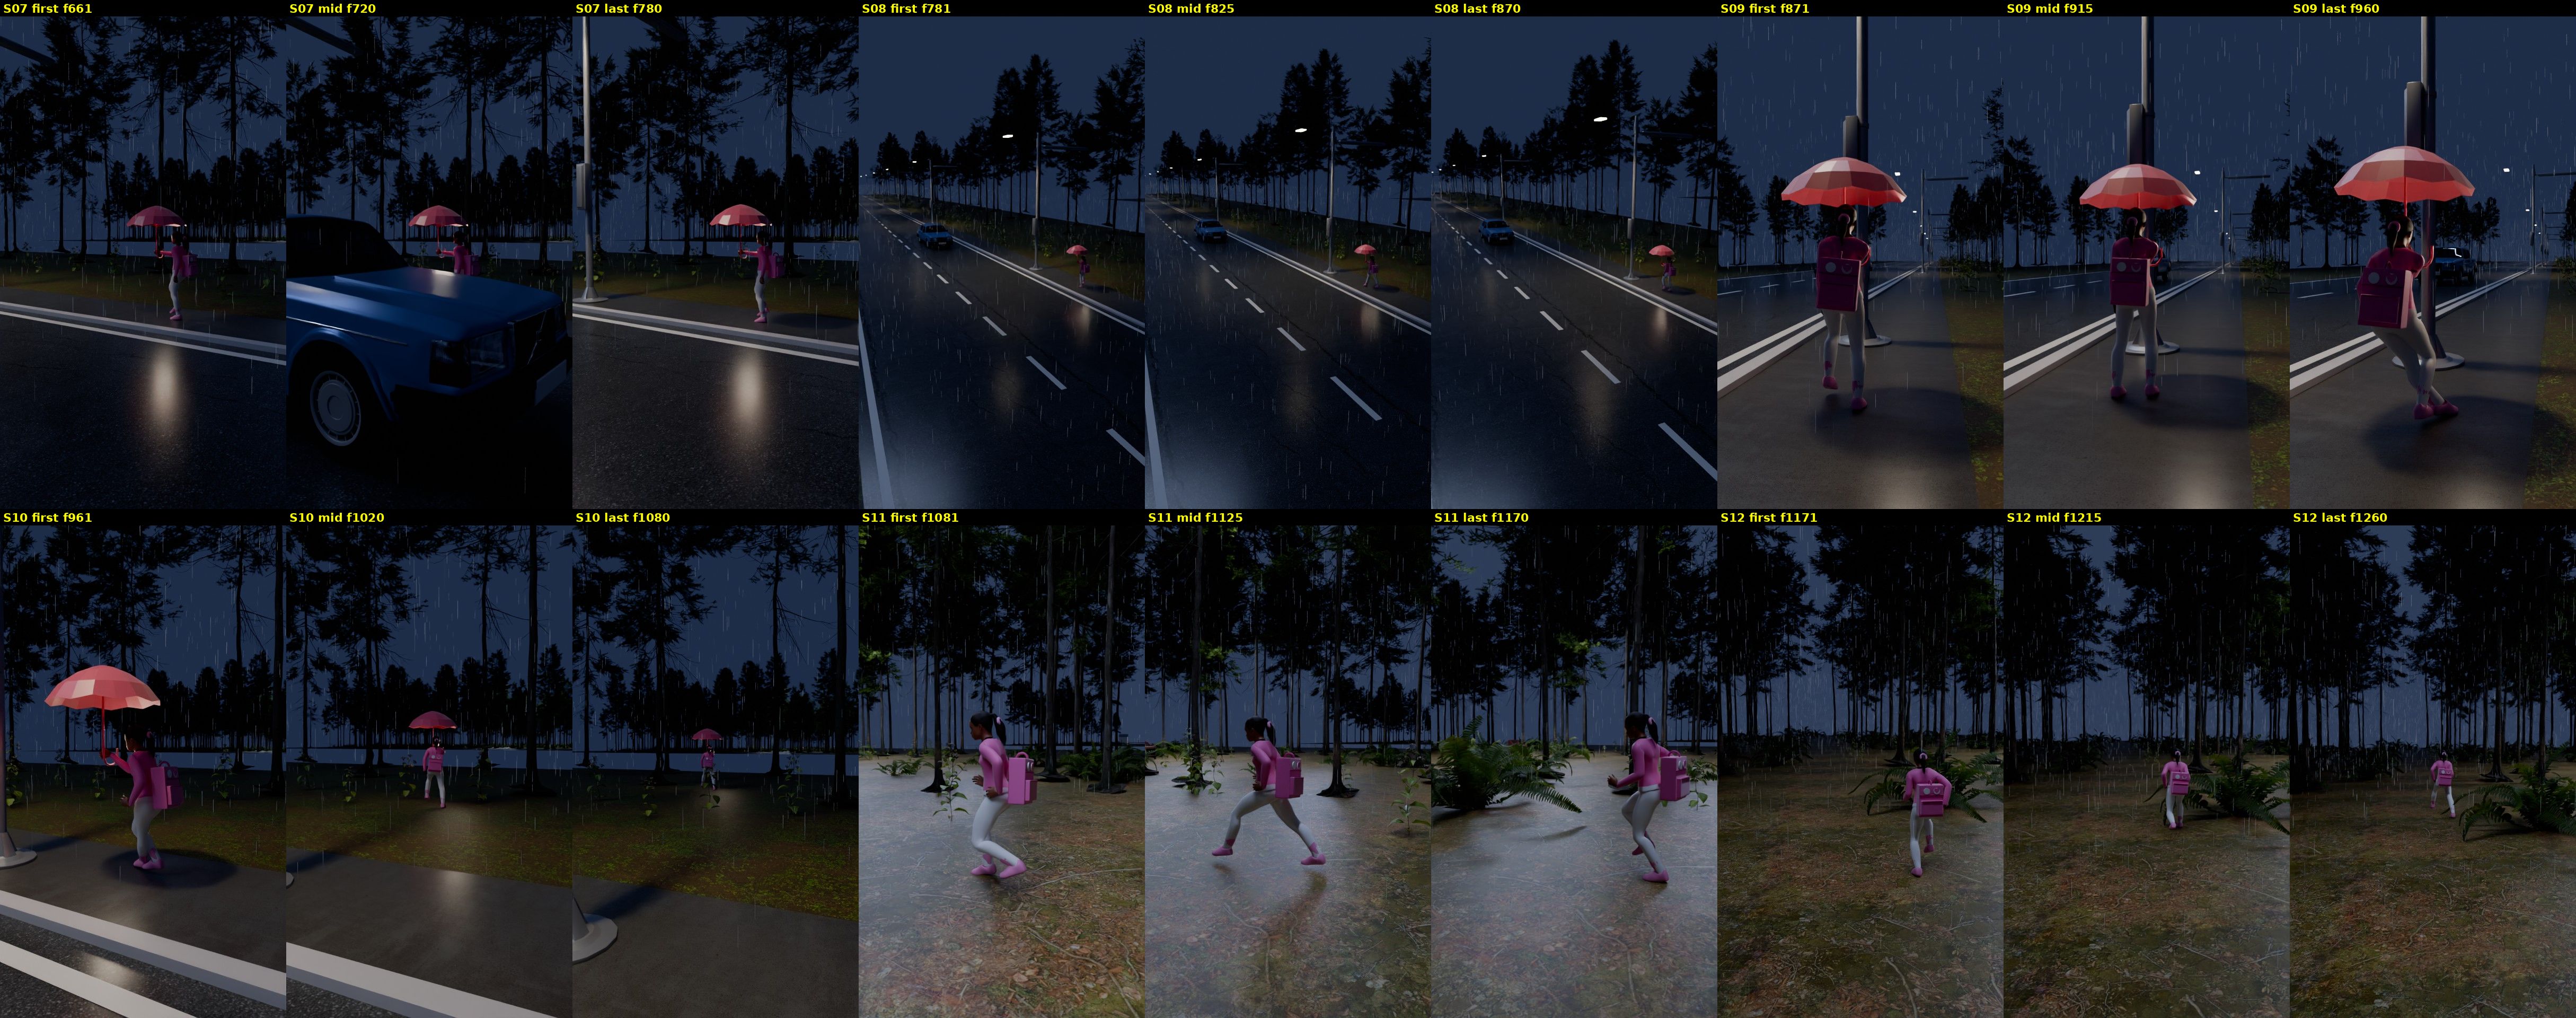 S07 first f661
S07 mid f720
S07 last f780
S08 first f781
S08 mid f825
S08 last f870
S09 first f871
S09 mid f915
S09 last f960
S10 first f961
S10 mid f1020
S10 last f1080
S11 first f1081
S11 mid f1125
S11 last f1170
S12 first f1171
S12 mid f1215
S12 last f1260